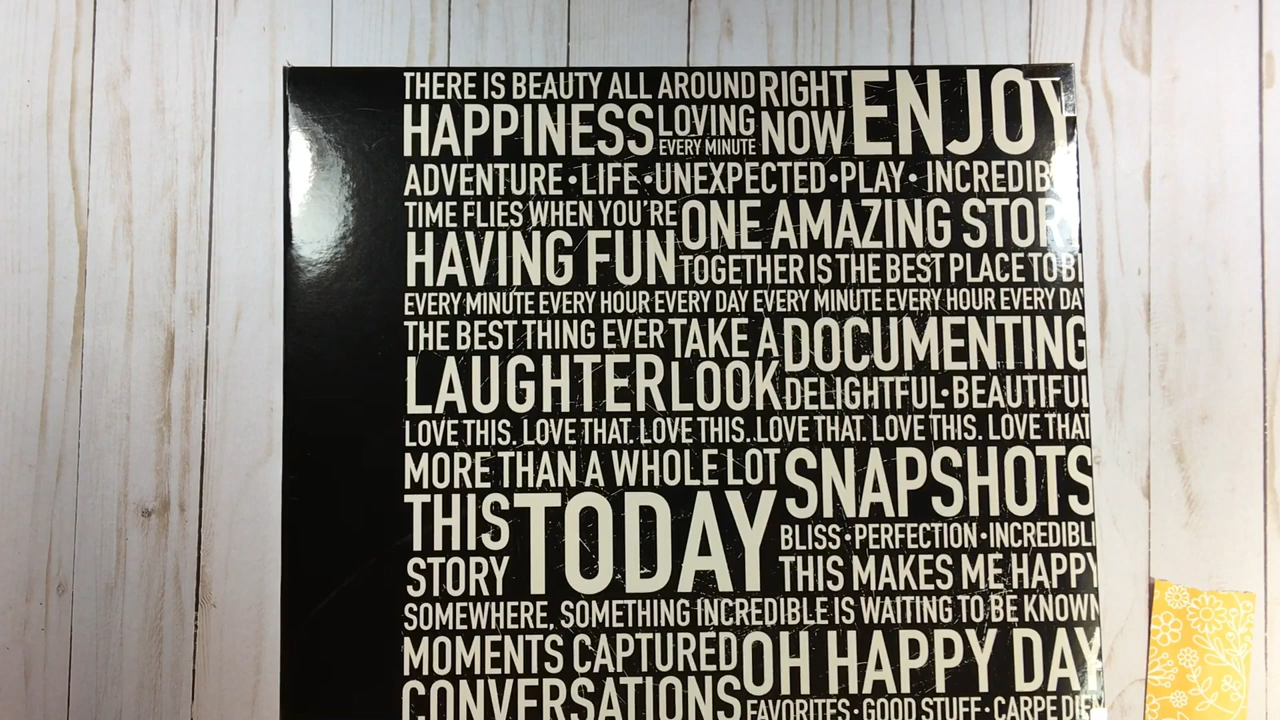 THERE IS BEAUTY ALL AROUND RIGHT NOW ENJOY
HAPPINESS LOVING EVERY MINUTE
ADVENTURE • LIFE • UNEXPECTED • PLAY • INCREDIB
TIME FLIES WHEN YOU'RE HAVING FUN
ONE AMAZING STOR
TOGETHER IS THE BEST PLACE TO B
EVERY MINUTE EVERY HOUR EVERY DAY EVERY MINUTE EVERY HOUR EVERY DA
THE BEST THING EVER TAKE A DOCUMENTING
LAUGHTER LOOK DELIGHTFUL • BEAUTIFUL
LOVE THIS. LOVE THAT. LOVE THIS. LOVE THAT. LOVE THIS. LOVE THAT
MORE THAN A WHOLE LOT SNAPSHOTS
THIS STORY TODAY
BLISS • PERFECTION • INCREDIBL
THIS MAKES ME HAPPY
SOMEWHERE, SOMETHING INCREDIBLE IS WAITING TO BE KNOWN
MOMENTS CAPTURED OH HAPPY DAY
CONVERSATIONS FAVORITES • GOOD STUFF • CARPE DIEM